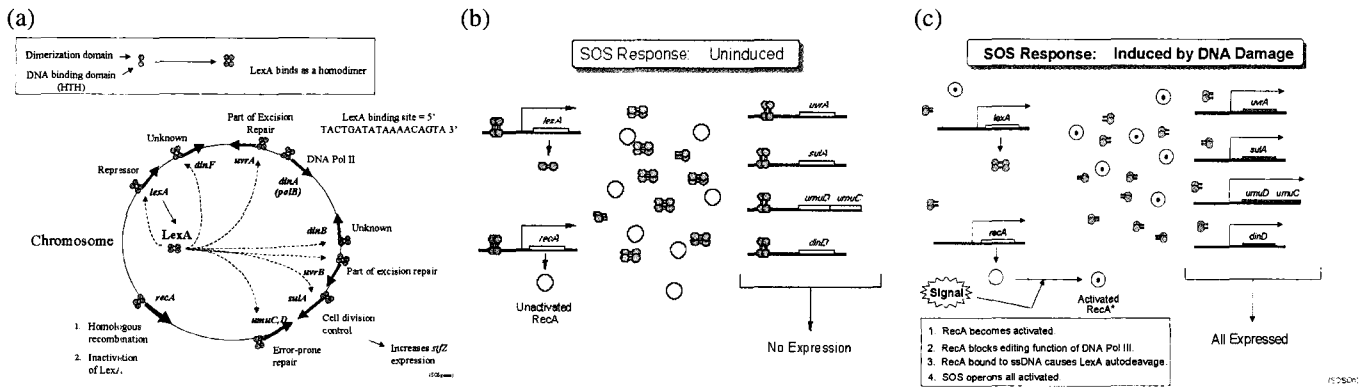 (a)
Dimerization domain
DNA binding domain
(HTH)
LexA binds as a homodimer
LexA binding site = 5'
TACTGATATAAAACAGTA 3'
Part of Excision
Repair
Unknown
dinF
uvrA
DNA Pol II
Repressor
lexA
dinA
(polB)
Chromosome
LexA
dinB
Unknown
uvrB
Part of excision repair
recA
sulA
Cell division
control
umuC,D
1. Homologous
recombination
2. Inactivation
of LexA
Error-prone
repair
Increases sfiZ
expression
(b)
SOS Response: Uninduced
lexA
uvrA
sulA
umuD umuC
recA
dinD
Unactivated
RecA
No Expression
(c)
SOS Response: Induced by DNA Damage
lexA
uvrA
sulA
umuD umuC
recA
dinD
Signal
Activated
RecA*
1. RecA becomes activated.
2. RecA blocks editing function of DNA Pol III.
3. RecA bound to ssDNA causes LexA autocleavage.
4. SOS operons all activated.
All Expressed